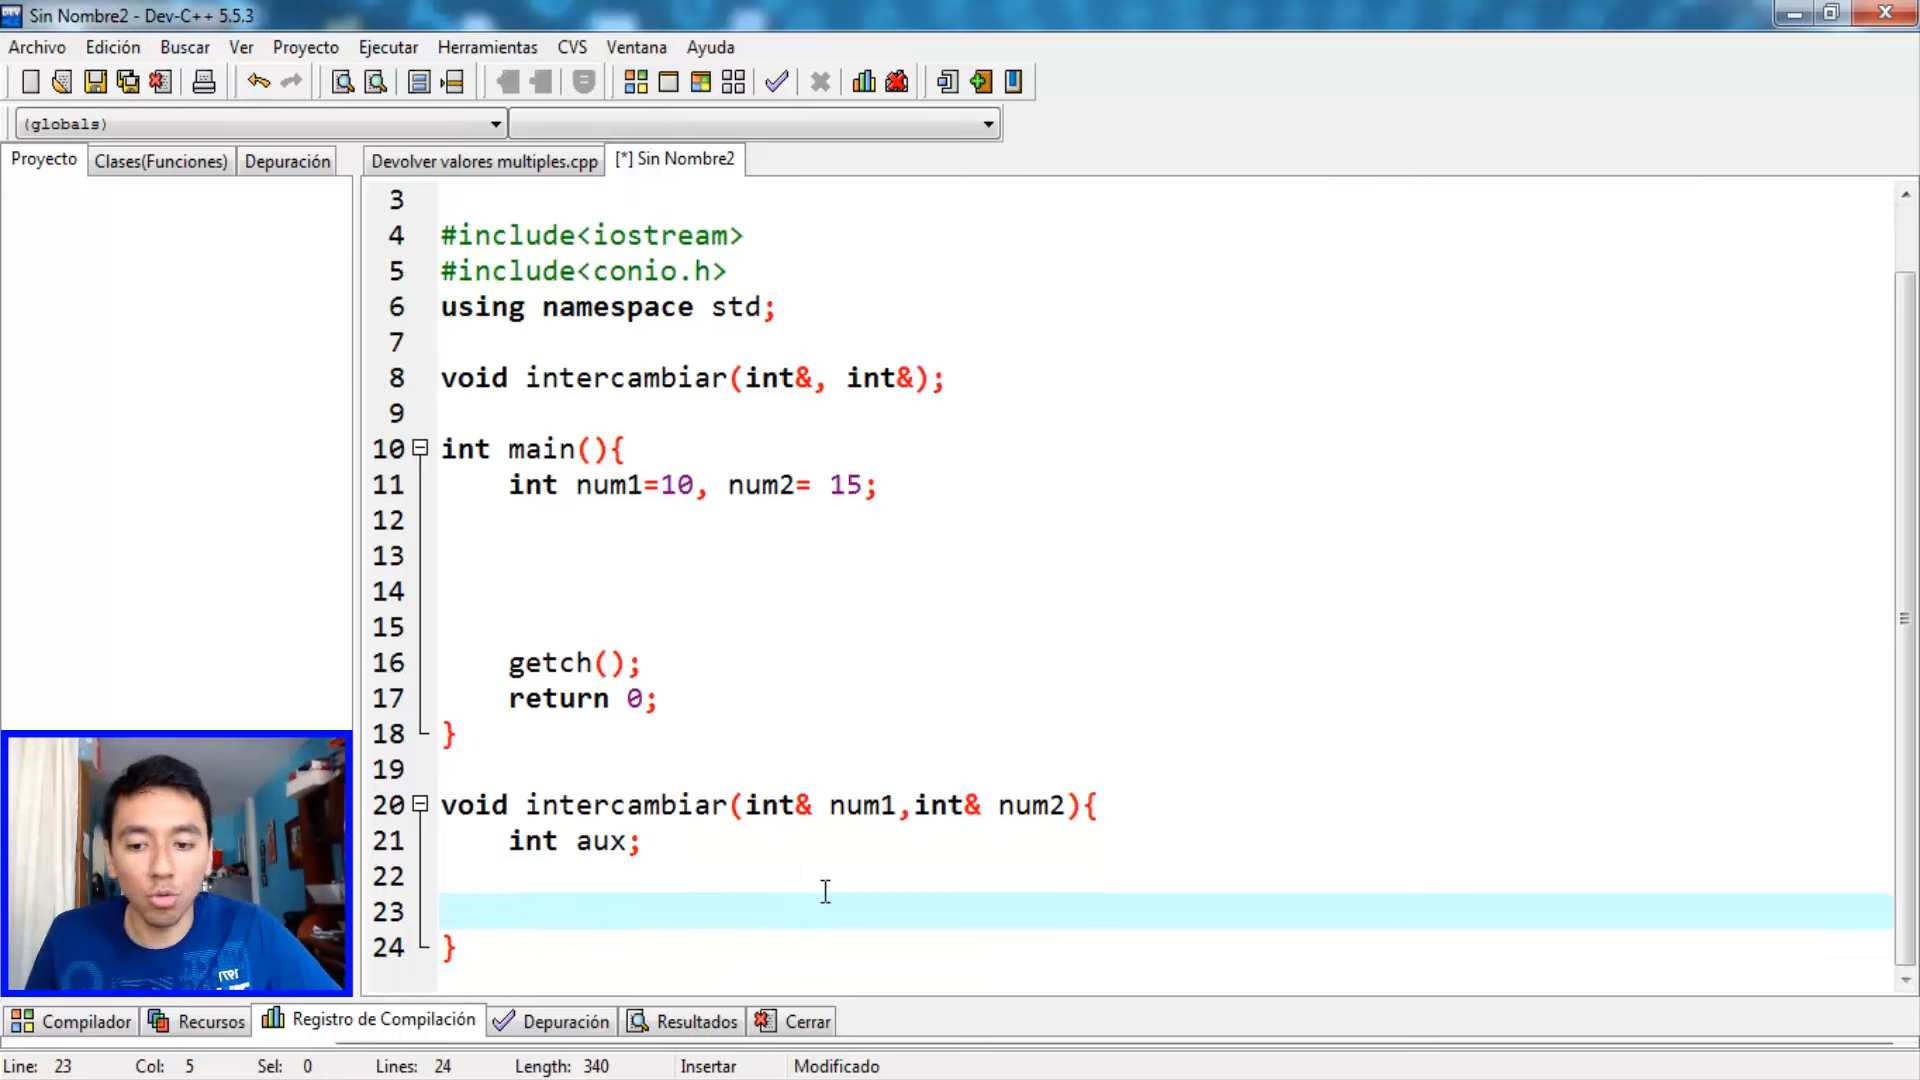 Sin Nombre2 - Dev-C++ 5.5.3
Archivo Edición Buscar Ver Proyecto Ejecutar Herramientas CVS Ventana Ayuda
(globals)
Proyecto Clases(Funciones) Depuración Devolver valores multiples.cpp [*] Sin Nombre2
3
4 #include<iostream>
5 #include<conio.h>
6 using namespace std;
7
8 void intercambiar(int&, int&);
9
10 int main(){
11 int num1=10, num2= 15;
12
13
14
15
16 getch();
17 return 0;
18 }
19
20 void intercambiar(int& num1,int& num2){
21 int aux;
22
23
24 }
Compilador Recursos Registro de Compilación Depuración Resultados Cerrar
Line: 23 Col: 5 Sel: 0 Lines: 24 Length: 340 Insertar Modificado